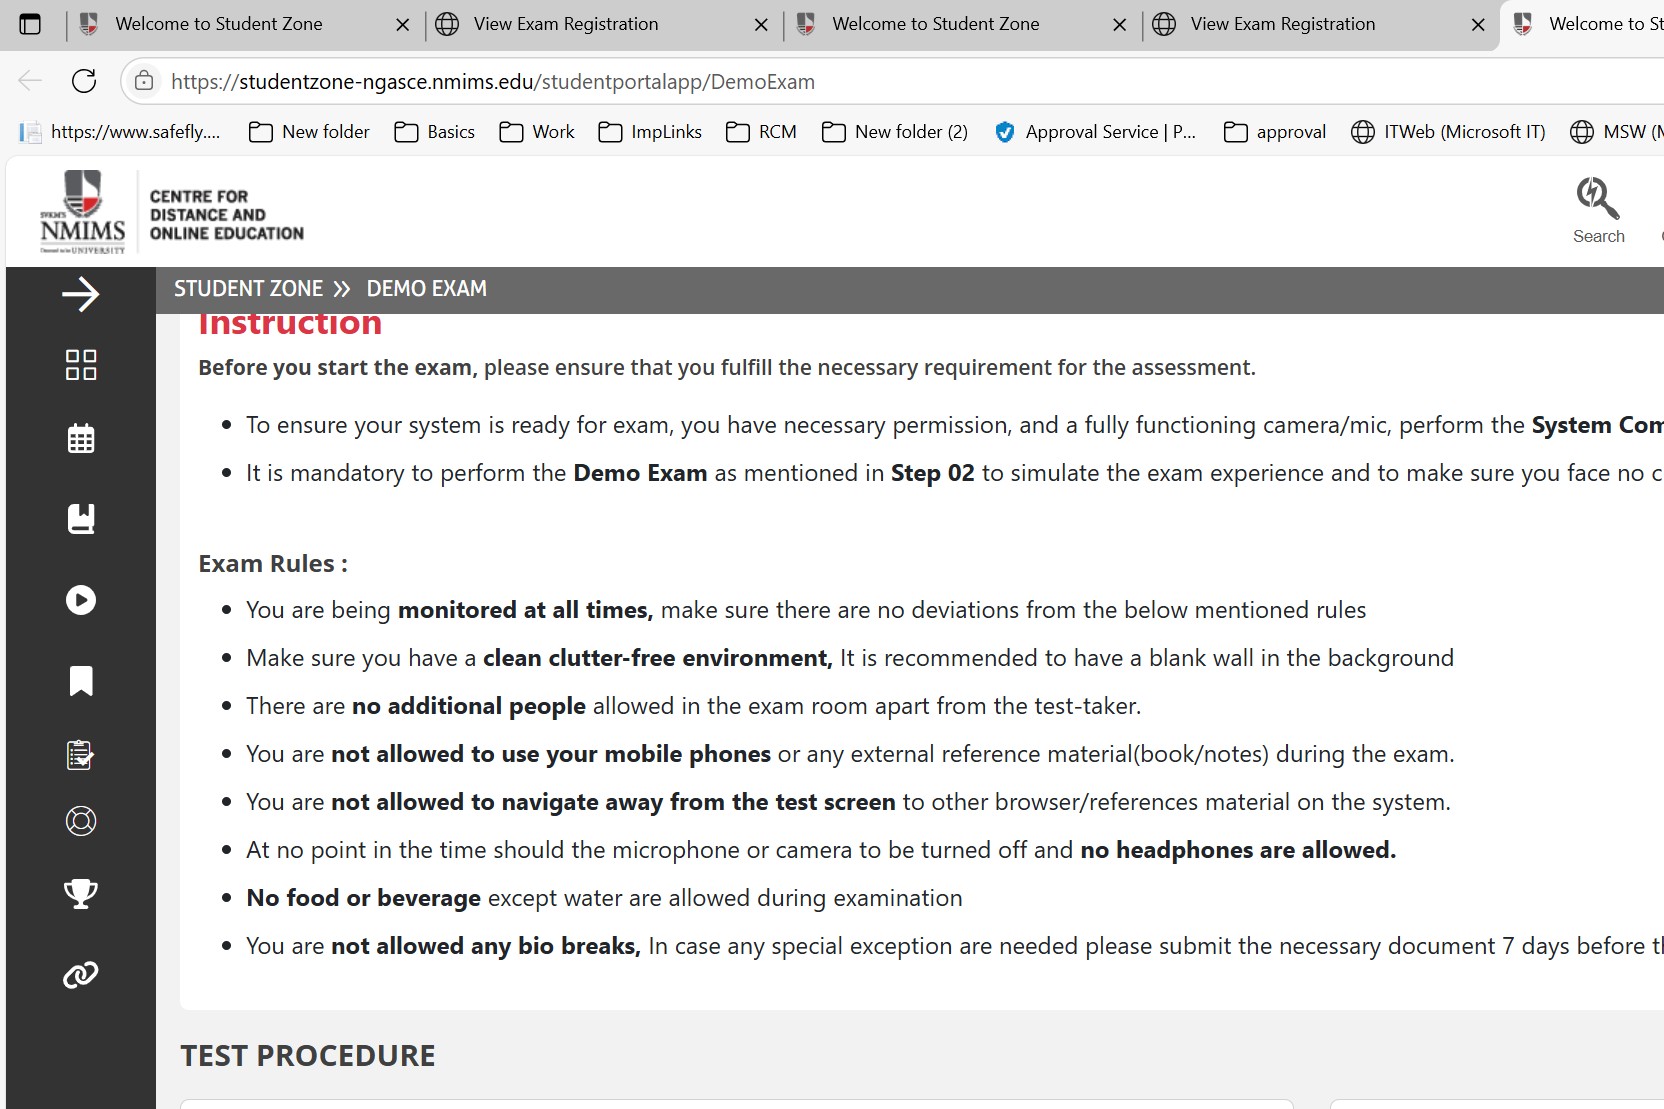 Welcome to Student Zone
View Exam Registration
Welcome to Student Zone
View Exam Registration
Welcome to St
https://studentzone-ngasce.nmims.edu/studentportalapp/DemoExam
https://www.safefly....
New folder
Basics
Work
ImpLinks
RCM
New folder (2)
Approval Service | P...
approval
ITWeb (Microsoft IT)
MSW (M
SVKM'S
NMIMS
Deemed to be UNIVERSITY
CENTRE FOR
DISTANCE AND
ONLINE EDUCATION
Search
STUDENT ZONE » DEMO EXAM
Instruction
Before you start the exam, please ensure that you fulfill the necessary requirement for the assessment.
To ensure your system is ready for exam, you have necessary permission, and a fully functioning camera/mic, perform the System Com
It is mandatory to perform the Demo Exam as mentioned in Step 02 to simulate the exam experience and to make sure you face no c
Exam Rules :
You are being monitored at all times, make sure there are no deviations from the below mentioned rules
Make sure you have a clean clutter-free environment, It is recommended to have a blank wall in the background
There are no additional people allowed in the exam room apart from the test-taker.
You are not allowed to use your mobile phones or any external reference material(book/notes) during the exam.
You are not allowed to navigate away from the test screen to other browser/references material on the system.
At no point in the time should the microphone or camera to be turned off and no headphones are allowed.
No food or beverage except water are allowed during examination
You are not allowed any bio breaks, In case any special exception are needed please submit the necessary document 7 days before th
TEST PROCEDURE